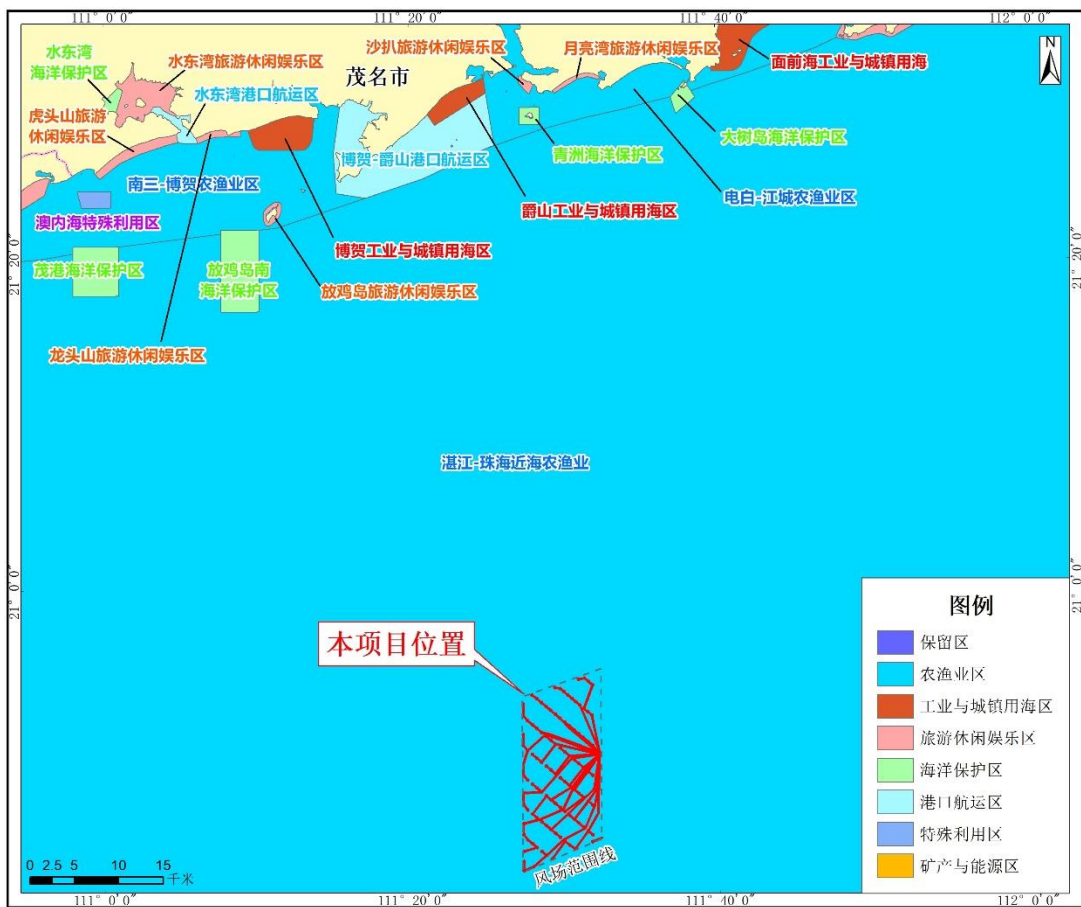 111° 0′0″
111° 20′0″
111° 40′0″
112° 0′0″
水东湾
海洋保护区
水东湾旅游休闲娱乐区
茂名市
沙扒旅游休闲娱乐区
月亮湾旅游休闲娱乐区
面前海工业与城镇用海
N
水东湾港口航运区
虎头山旅游
休闲娱乐区
博贺-爵山港口航运区
青洲海洋保护区
大树岛海洋保护区
南三-博贺农渔业区
电白-江城农渔业区
澳内海特殊利用区
爵山工业与城镇用海区
博贺工业与城镇用海区
茂港海洋保护区
放鸡岛南
海洋保护区
放鸡岛旅游休闲娱乐区
21° 20′0″
21° 20′0″
龙头山旅游休闲娱乐区
湛江-珠海近海农渔业
21° 0′0″
21° 0′0″
本项目位置
风场范围线
图例
保留区
农渔业区
工业与城镇用海区
旅游休闲娱乐区
海洋保护区
港口航运区
特殊利用区
矿产与能源区
0 2.5 5 10 15
千米
111° 0′0″
111° 20′0″
111° 40′0″
112° 0′0″